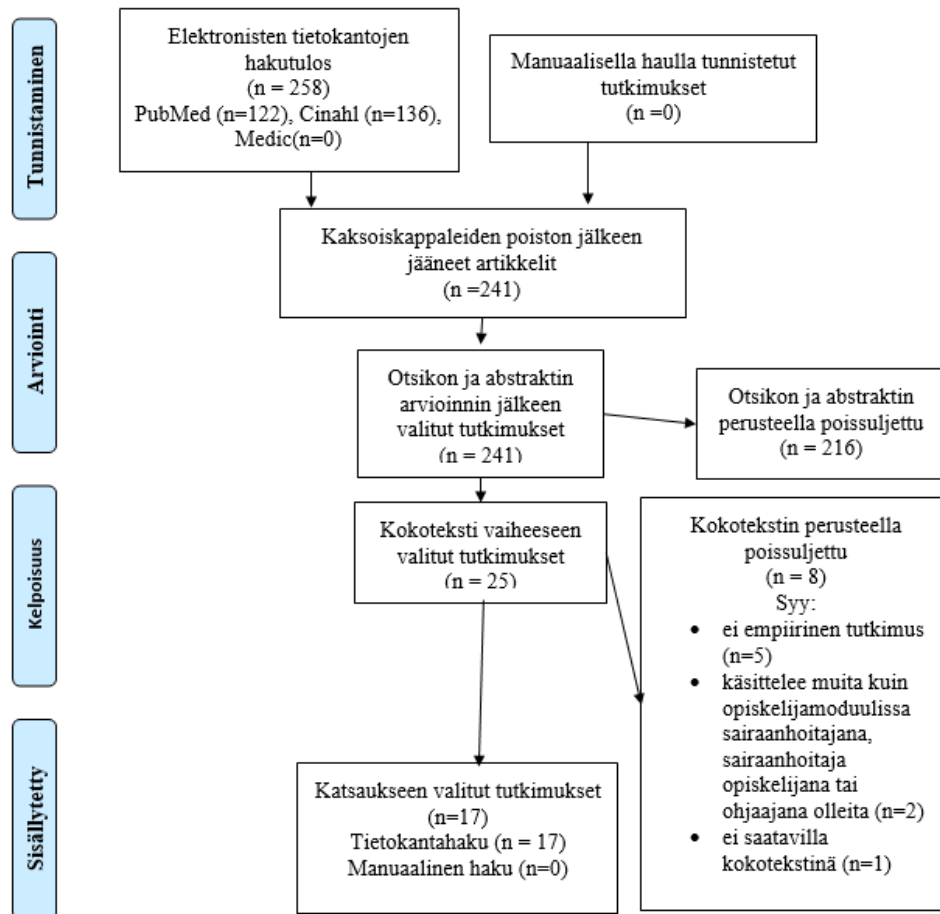 Tunnistaminen
Elektronisten tietokantojen
hakutulos
(n = 258)
PubMed (n=122), Cinahl (n=136),
Medic(n=0)
Manuaalisella haulla tunnistetut
tutkimukset
(n =0)
Kaksoiskappaleiden poiston jälkeen
jääneet artikkelit
(n =241)
Arviointi
Otsikon ja abstraktin
arvioinnin jälkeen
valitut tutkimukset
(n = 241)
Otsikon ja abstraktin
perusteella poissuljettu
(n = 216)
Kelpoisuus
Kokoteksti vaiheeseen
valitut tutkimukset
(n = 25)
Kokotekstin perusteella
poissuljettu
(n = 8)
Syy:
• ei empiirinen tutkimus
(n=5)
• käsittelee muita kuin
opiskelijamoduulissa
sairaanhoitajana,
sairaanhoitaja
opiskelijana tai
ohjaajana olleita (n=2)
• ei saatavilla
kokotekstinä (n=1)
Sisällytetty
Katsaukseen valitut tutkimukset
(n=17)
Tietokantahaku (n = 17)
Manuaalinen haku (n=0)